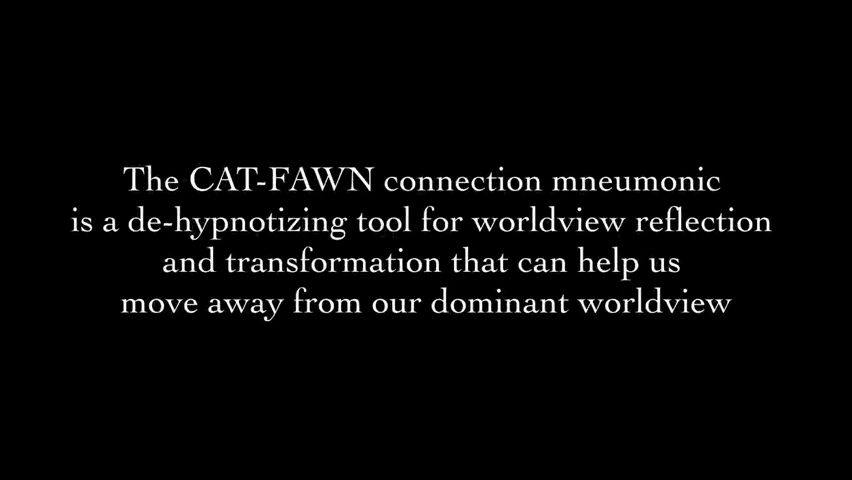 The CAT-FAWN connection mneumonic
is a de-hypnotizing tool for worldview reflection
and transformation that can help us
move away from our dominant worldview